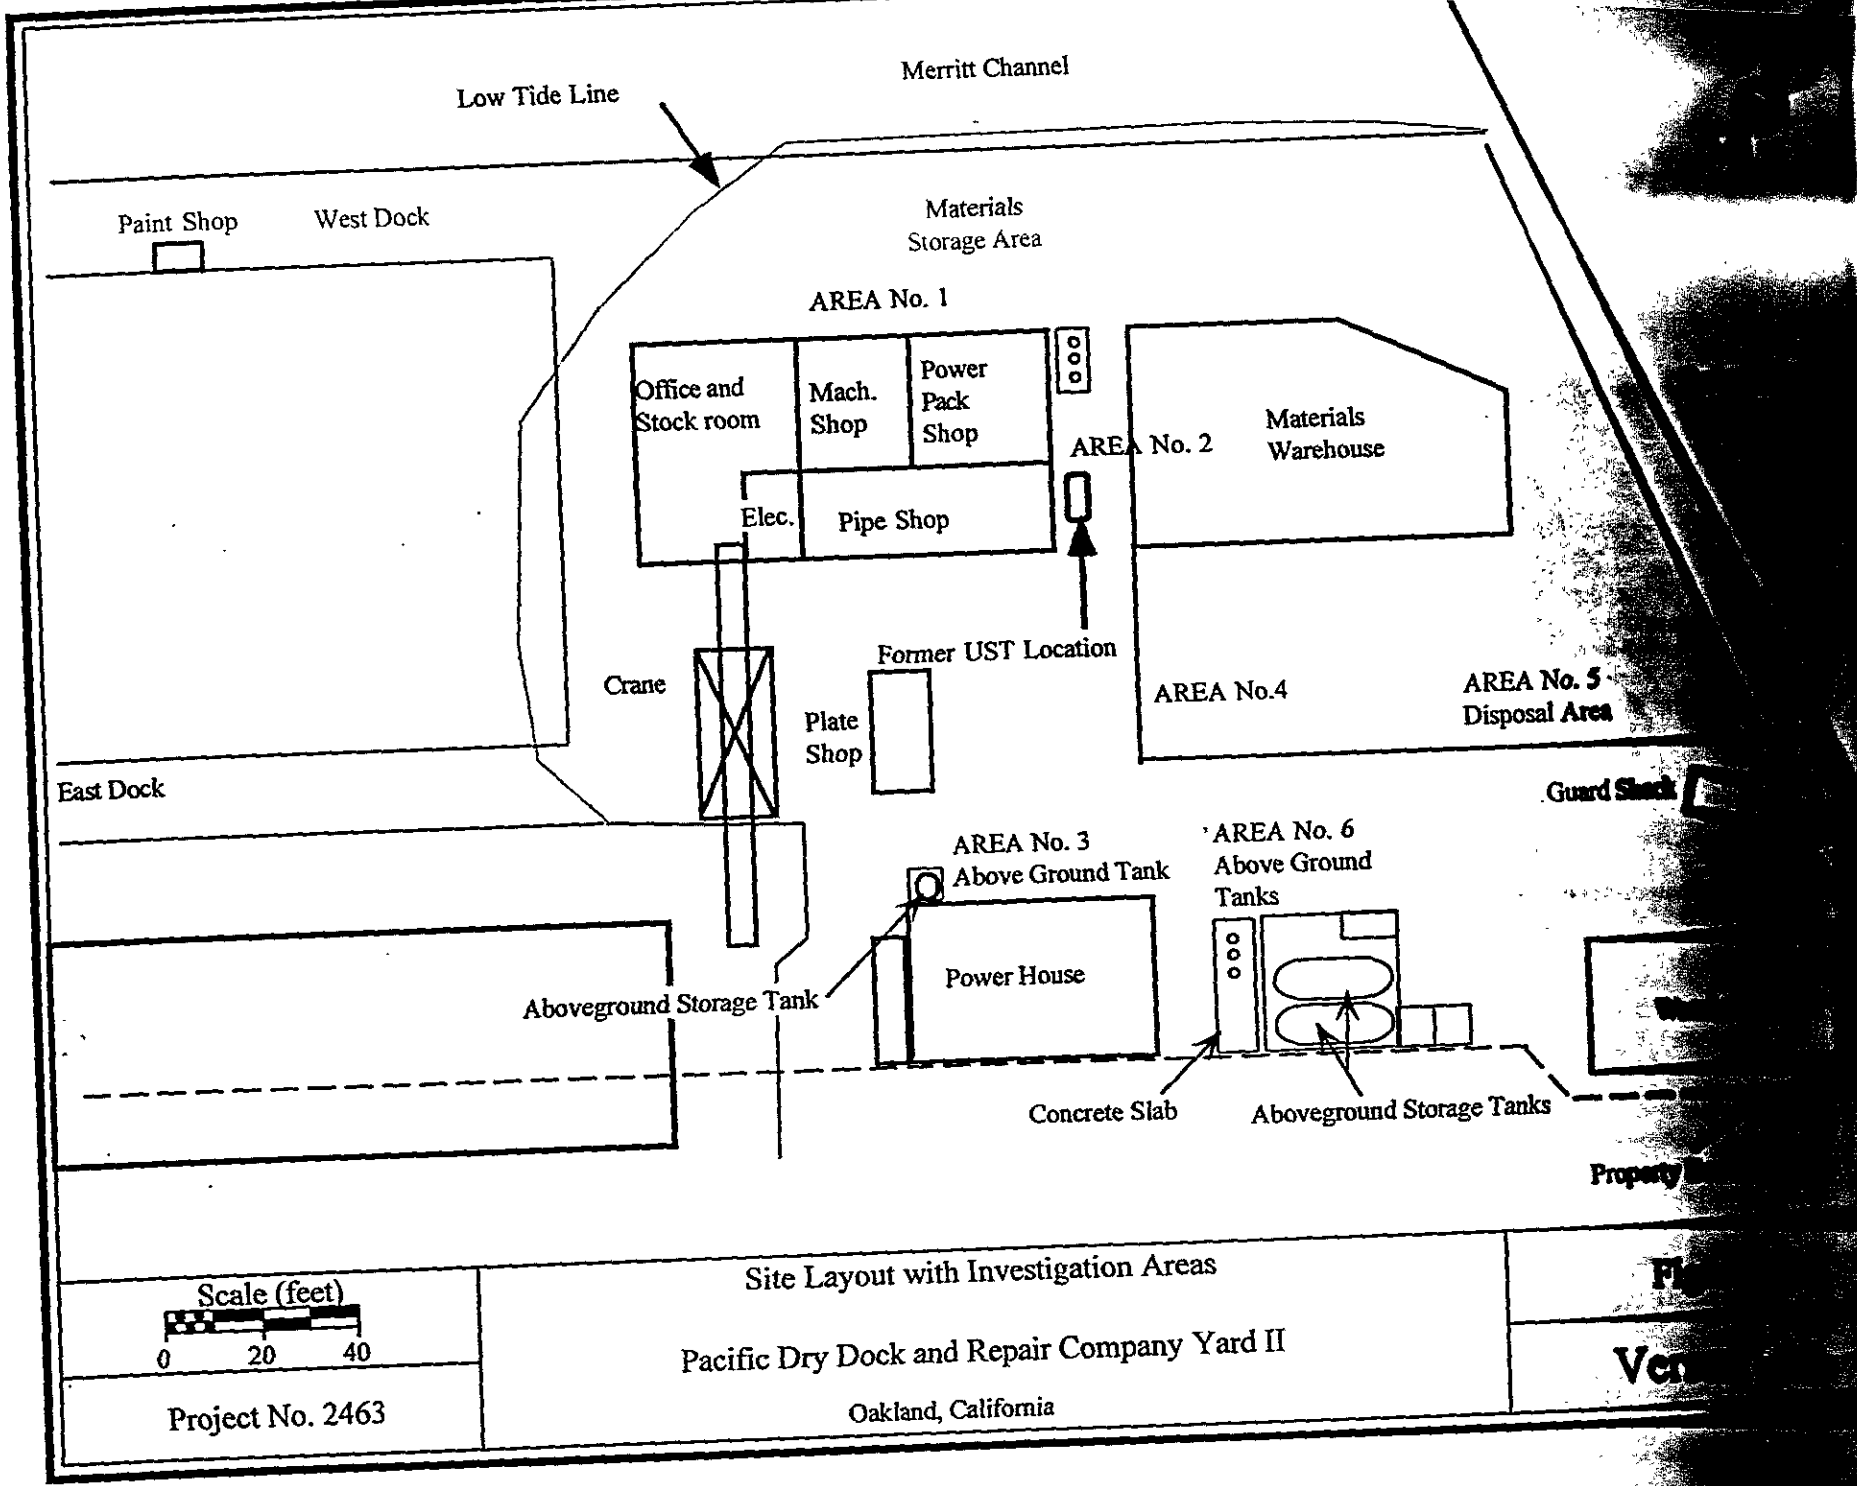 Merritt Channel
Low Tide Line
Paint Shop
West Dock
Materials
Storage Area
AREA No. 1
Office and
Stock room
Mach.
Shop
Power
Pack
Shop
AREA No. 2
Materials
Warehouse
Elec.
Pipe Shop
Former UST Location
Crane
Plate
Shop
AREA No.4
AREA No. 5
Disposal Area
East Dock
Guard Shack
AREA No. 3
Above Ground Tank
AREA No. 6
Above Ground
Tanks
Power House
Aboveground Storage Tank
Concrete Slab
Aboveground Storage Tanks
Property
Scale (feet)
0 20 40
Project No. 2463
Site Layout with Investigation Areas
Pacific Dry Dock and Repair Company Yard II
Oakland, California